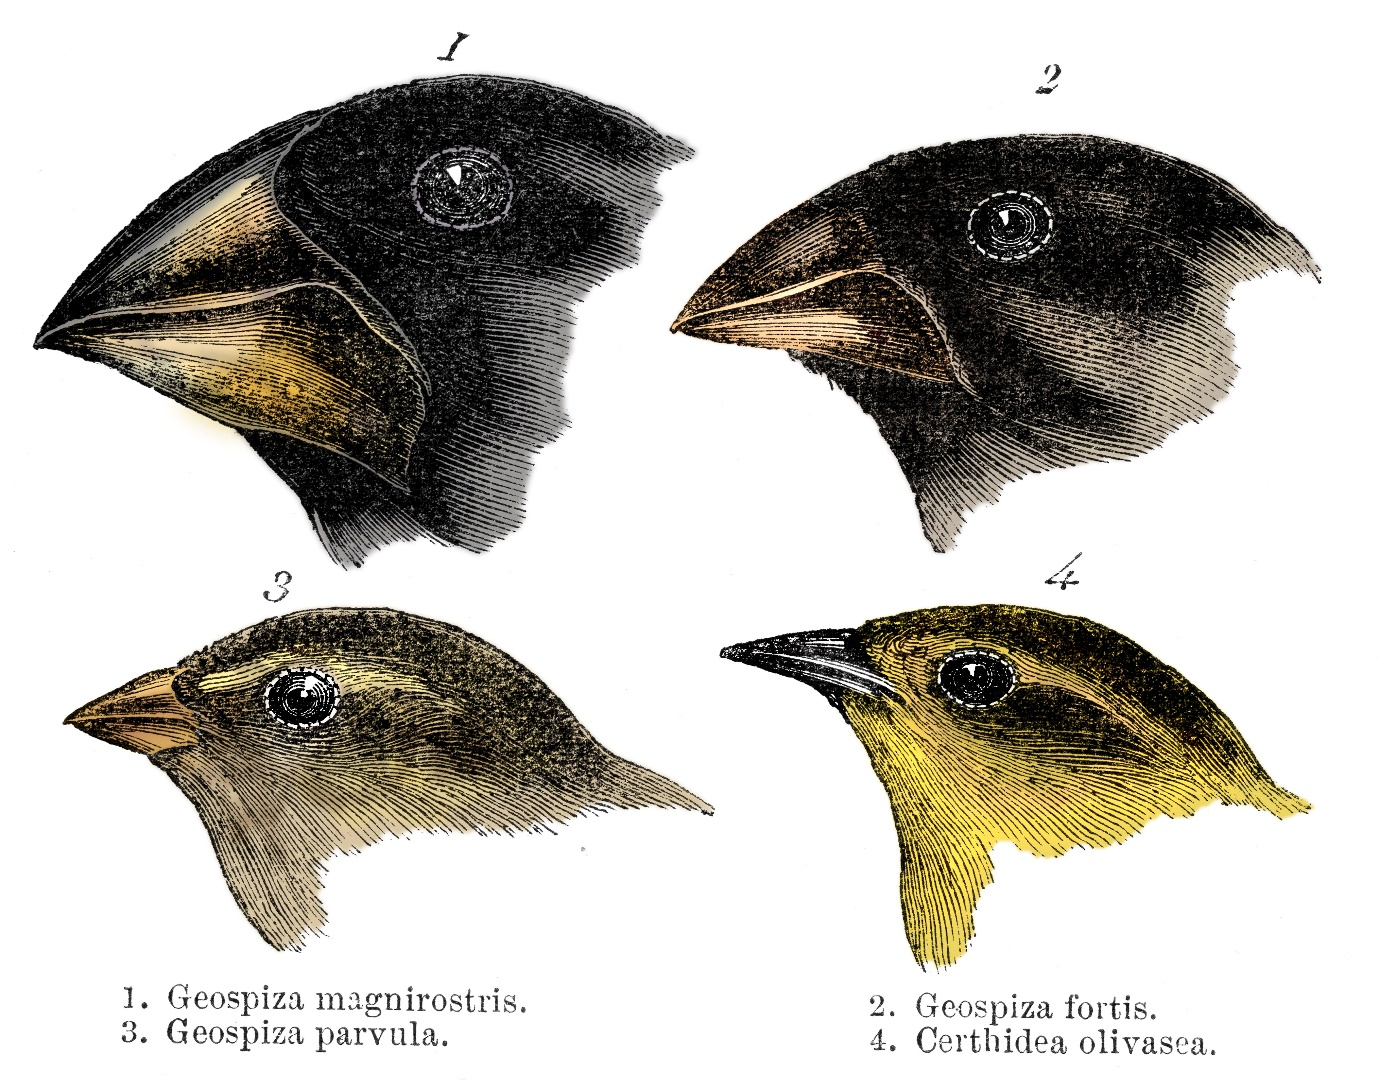 1
2
3
4
1. Geospiza magnirostris.
3. Geospiza parvula.
2. Geospiza fortis.
4. Certhidea olivasea.